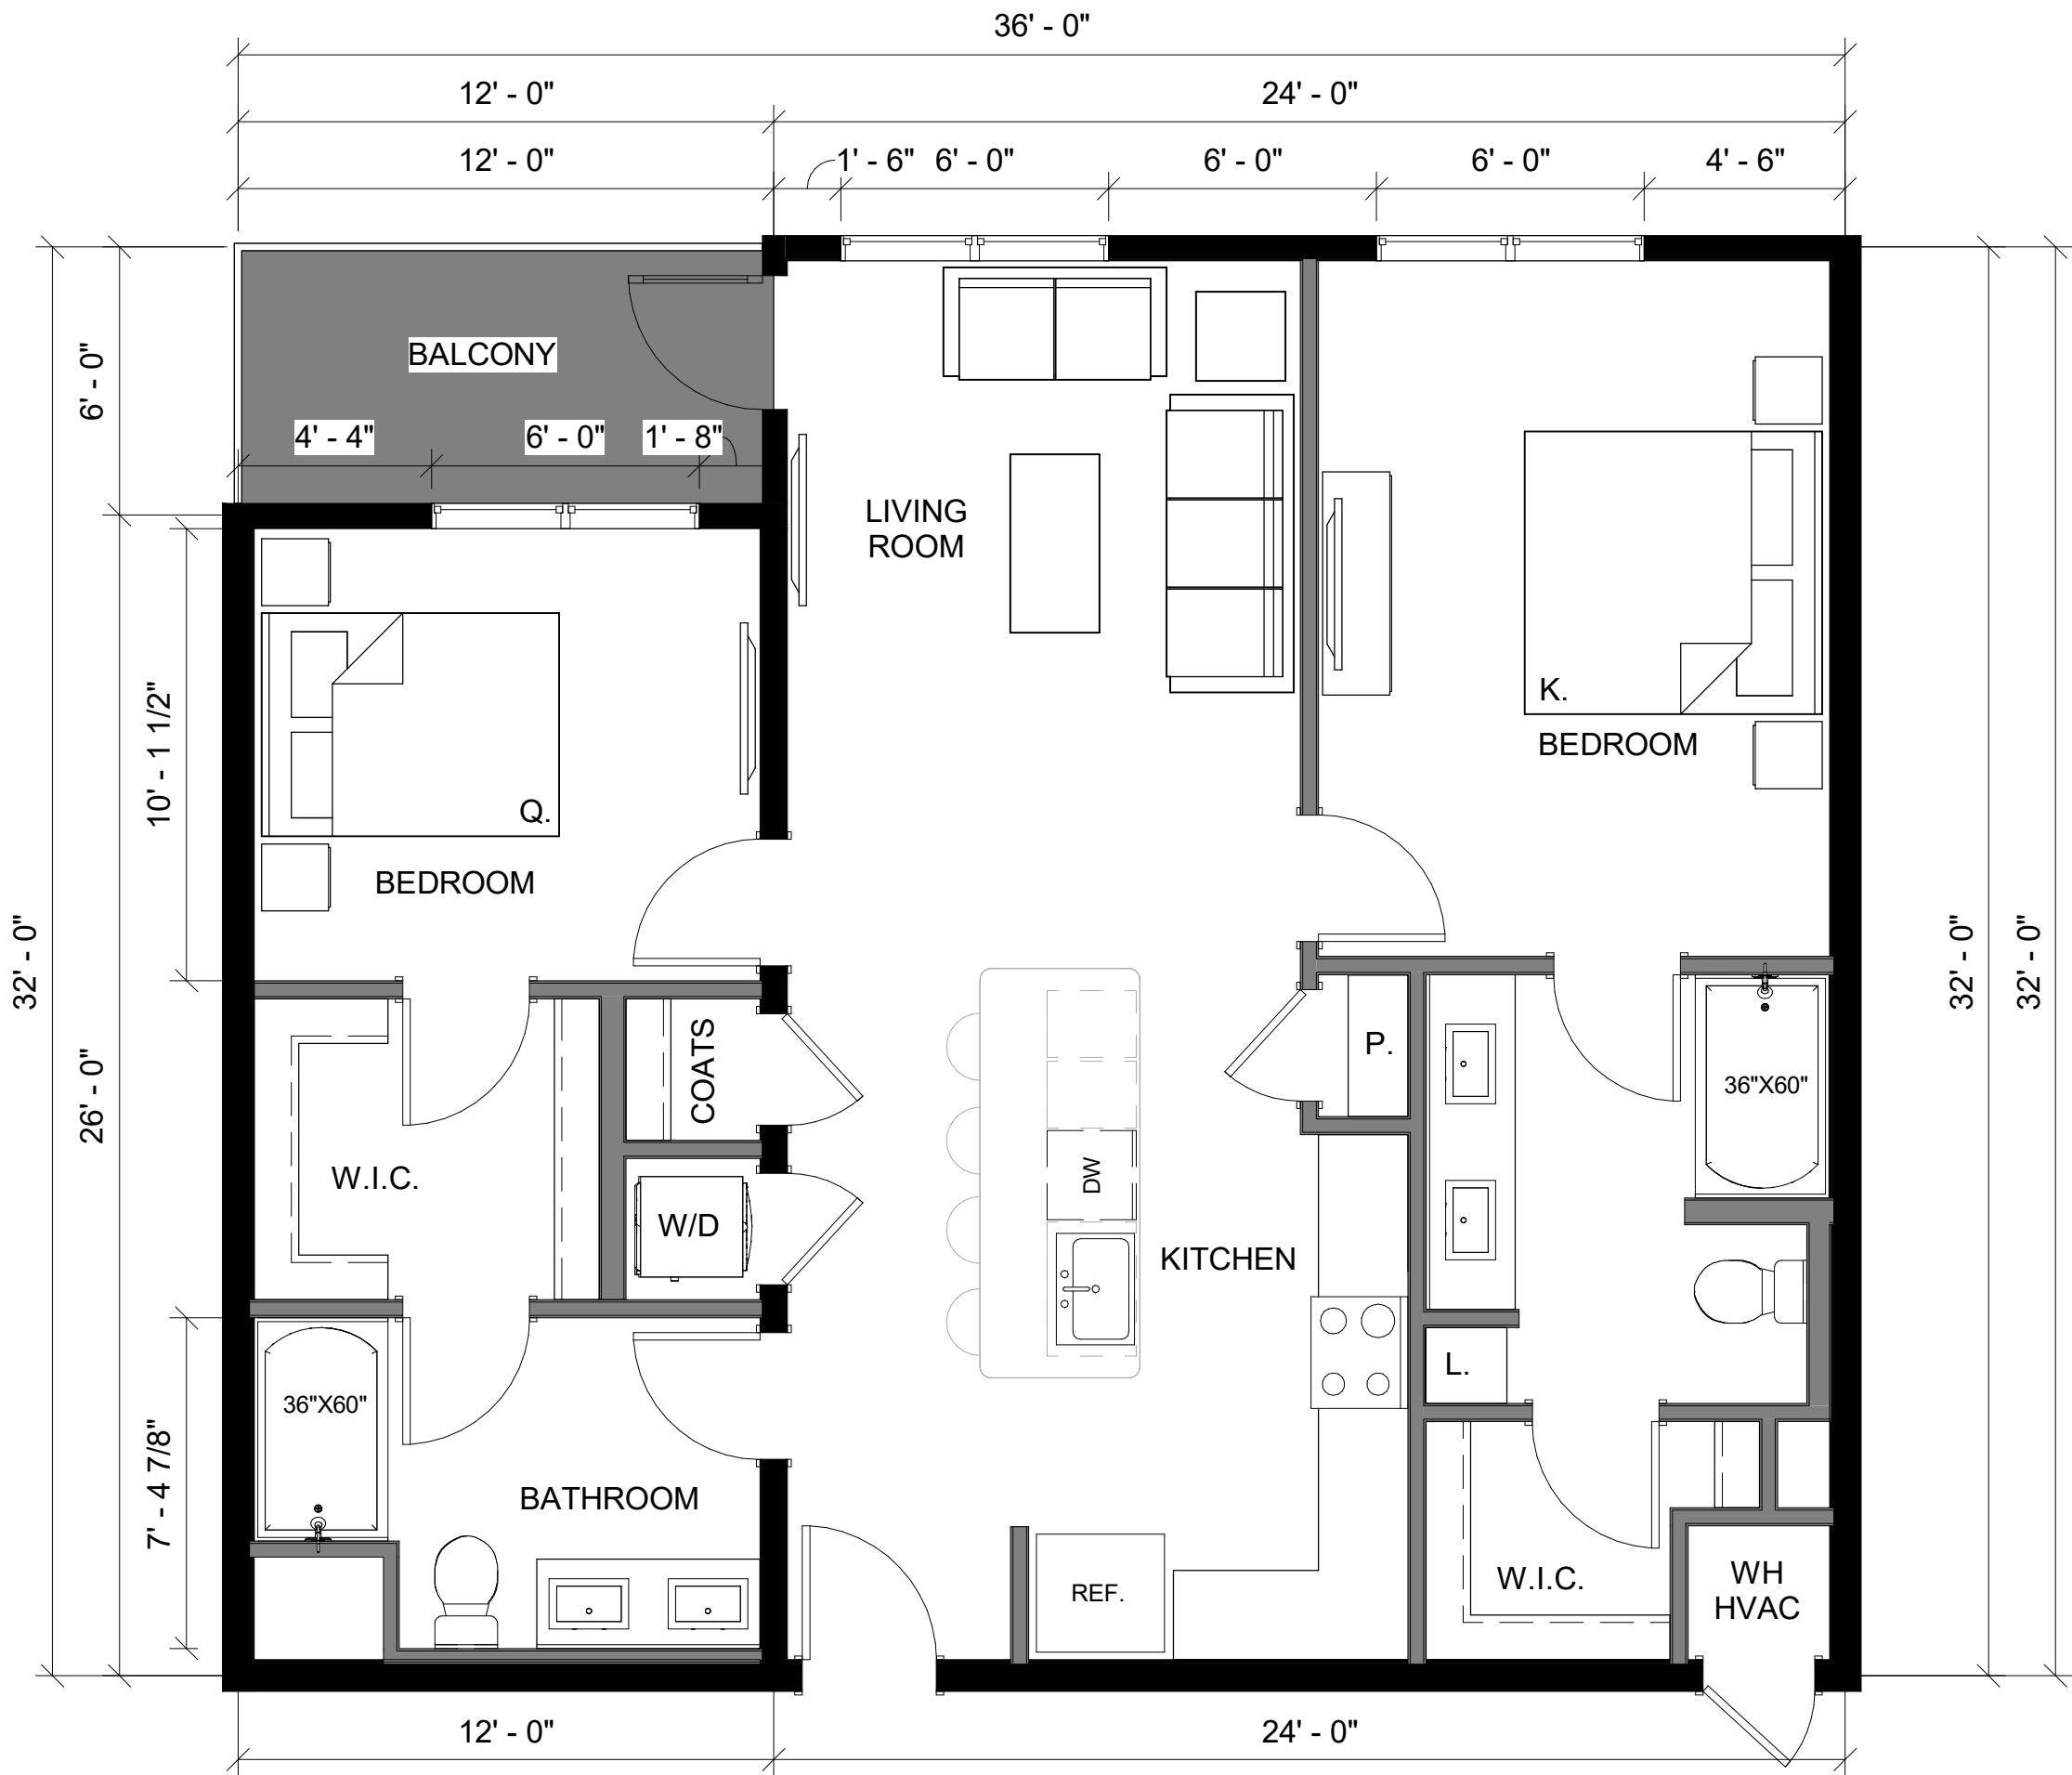 36' - 0"
12' - 0"
24' - 0"
12' - 0"
1' - 6"
6' - 0"
6' - 0"
6' - 0"
4' - 6"
BALCONY
6' - 0"
4' - 4"
6' - 0"
1' - 8"
LIVING
ROOM
K.
BEDROOM
10' - 1 1/2"
Q.
BEDROOM
32' - 0"
32' - 0"
32' - 0"
26' - 0"
COATS
P.
36"X60"
W.I.C.
DW
W/D
KITCHEN
L.
36"X60"
7' - 4 7/8"
BATHROOM
REF.
W.I.C.
WH
HVAC
12' - 0"
24' - 0"